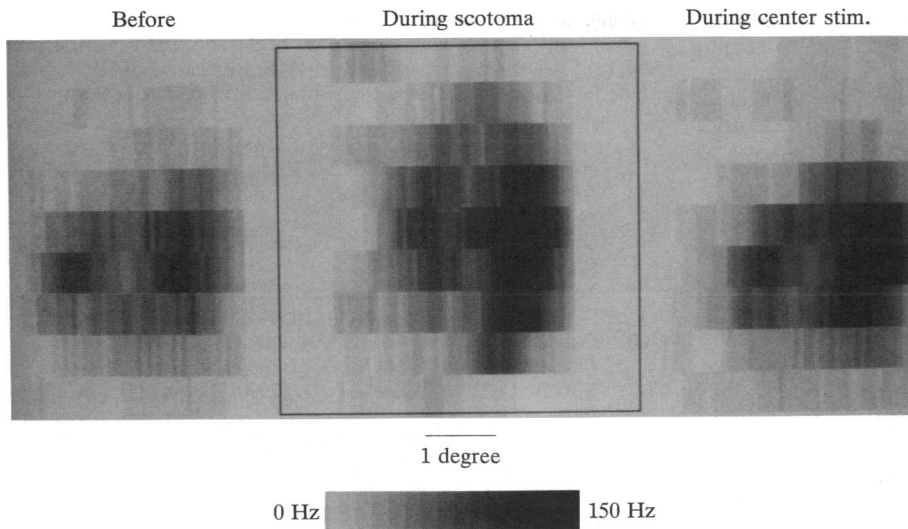 Before During scotoma During center stim.
1 degree
0 Hz 150 Hz